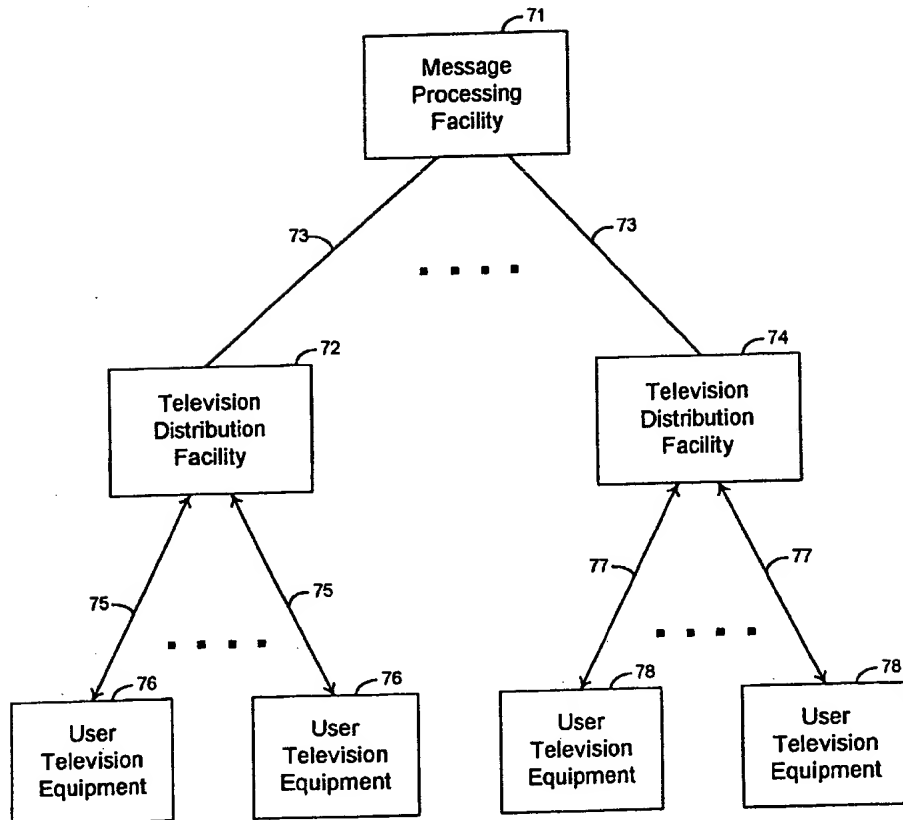 71
Message
Processing
Facility
73
73
72
74
Television
Distribution
Facility
Television
Distribution
Facility
75
75
77
77
76
76
78
78
User
Television
Equipment
User
Television
Equipment
User
Television
Equipment
User
Television
Equipment